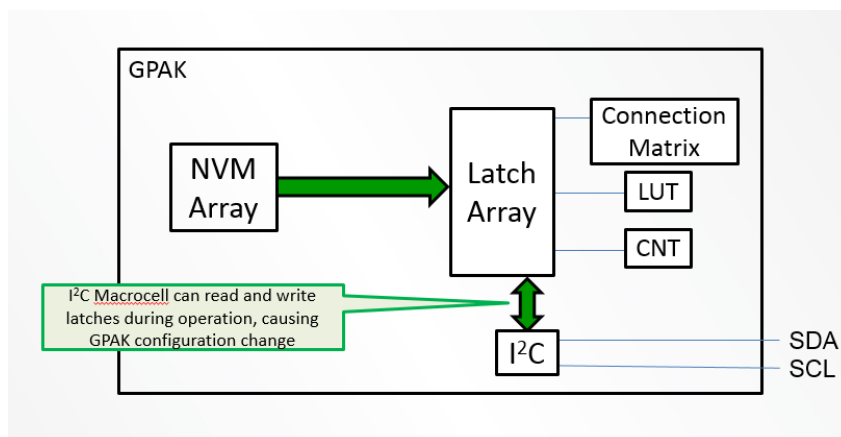 GPAK
NVM
Array
Latch
Array
Connection
Matrix
LUT
CNT
I²C Macrocell can read and write
latches during operation, causing
GPAK configuration change
I²C
SDA
SCL